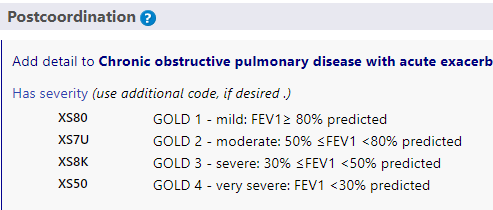 Postcoordination ?
Add detail to Chronic obstructive pulmonary disease with acute exacerb
Has severity (use additional code, if desired .)
XS80 GOLD 1 - mild: FEV1≥ 80% predicted
XS7U GOLD 2 - moderate: 50% ≤FEV1 <80% predicted
XS8K GOLD 3 - severe: 30% ≤FEV1 <50% predicted
XS50 GOLD 4 - very severe: FEV1 <30% predicted